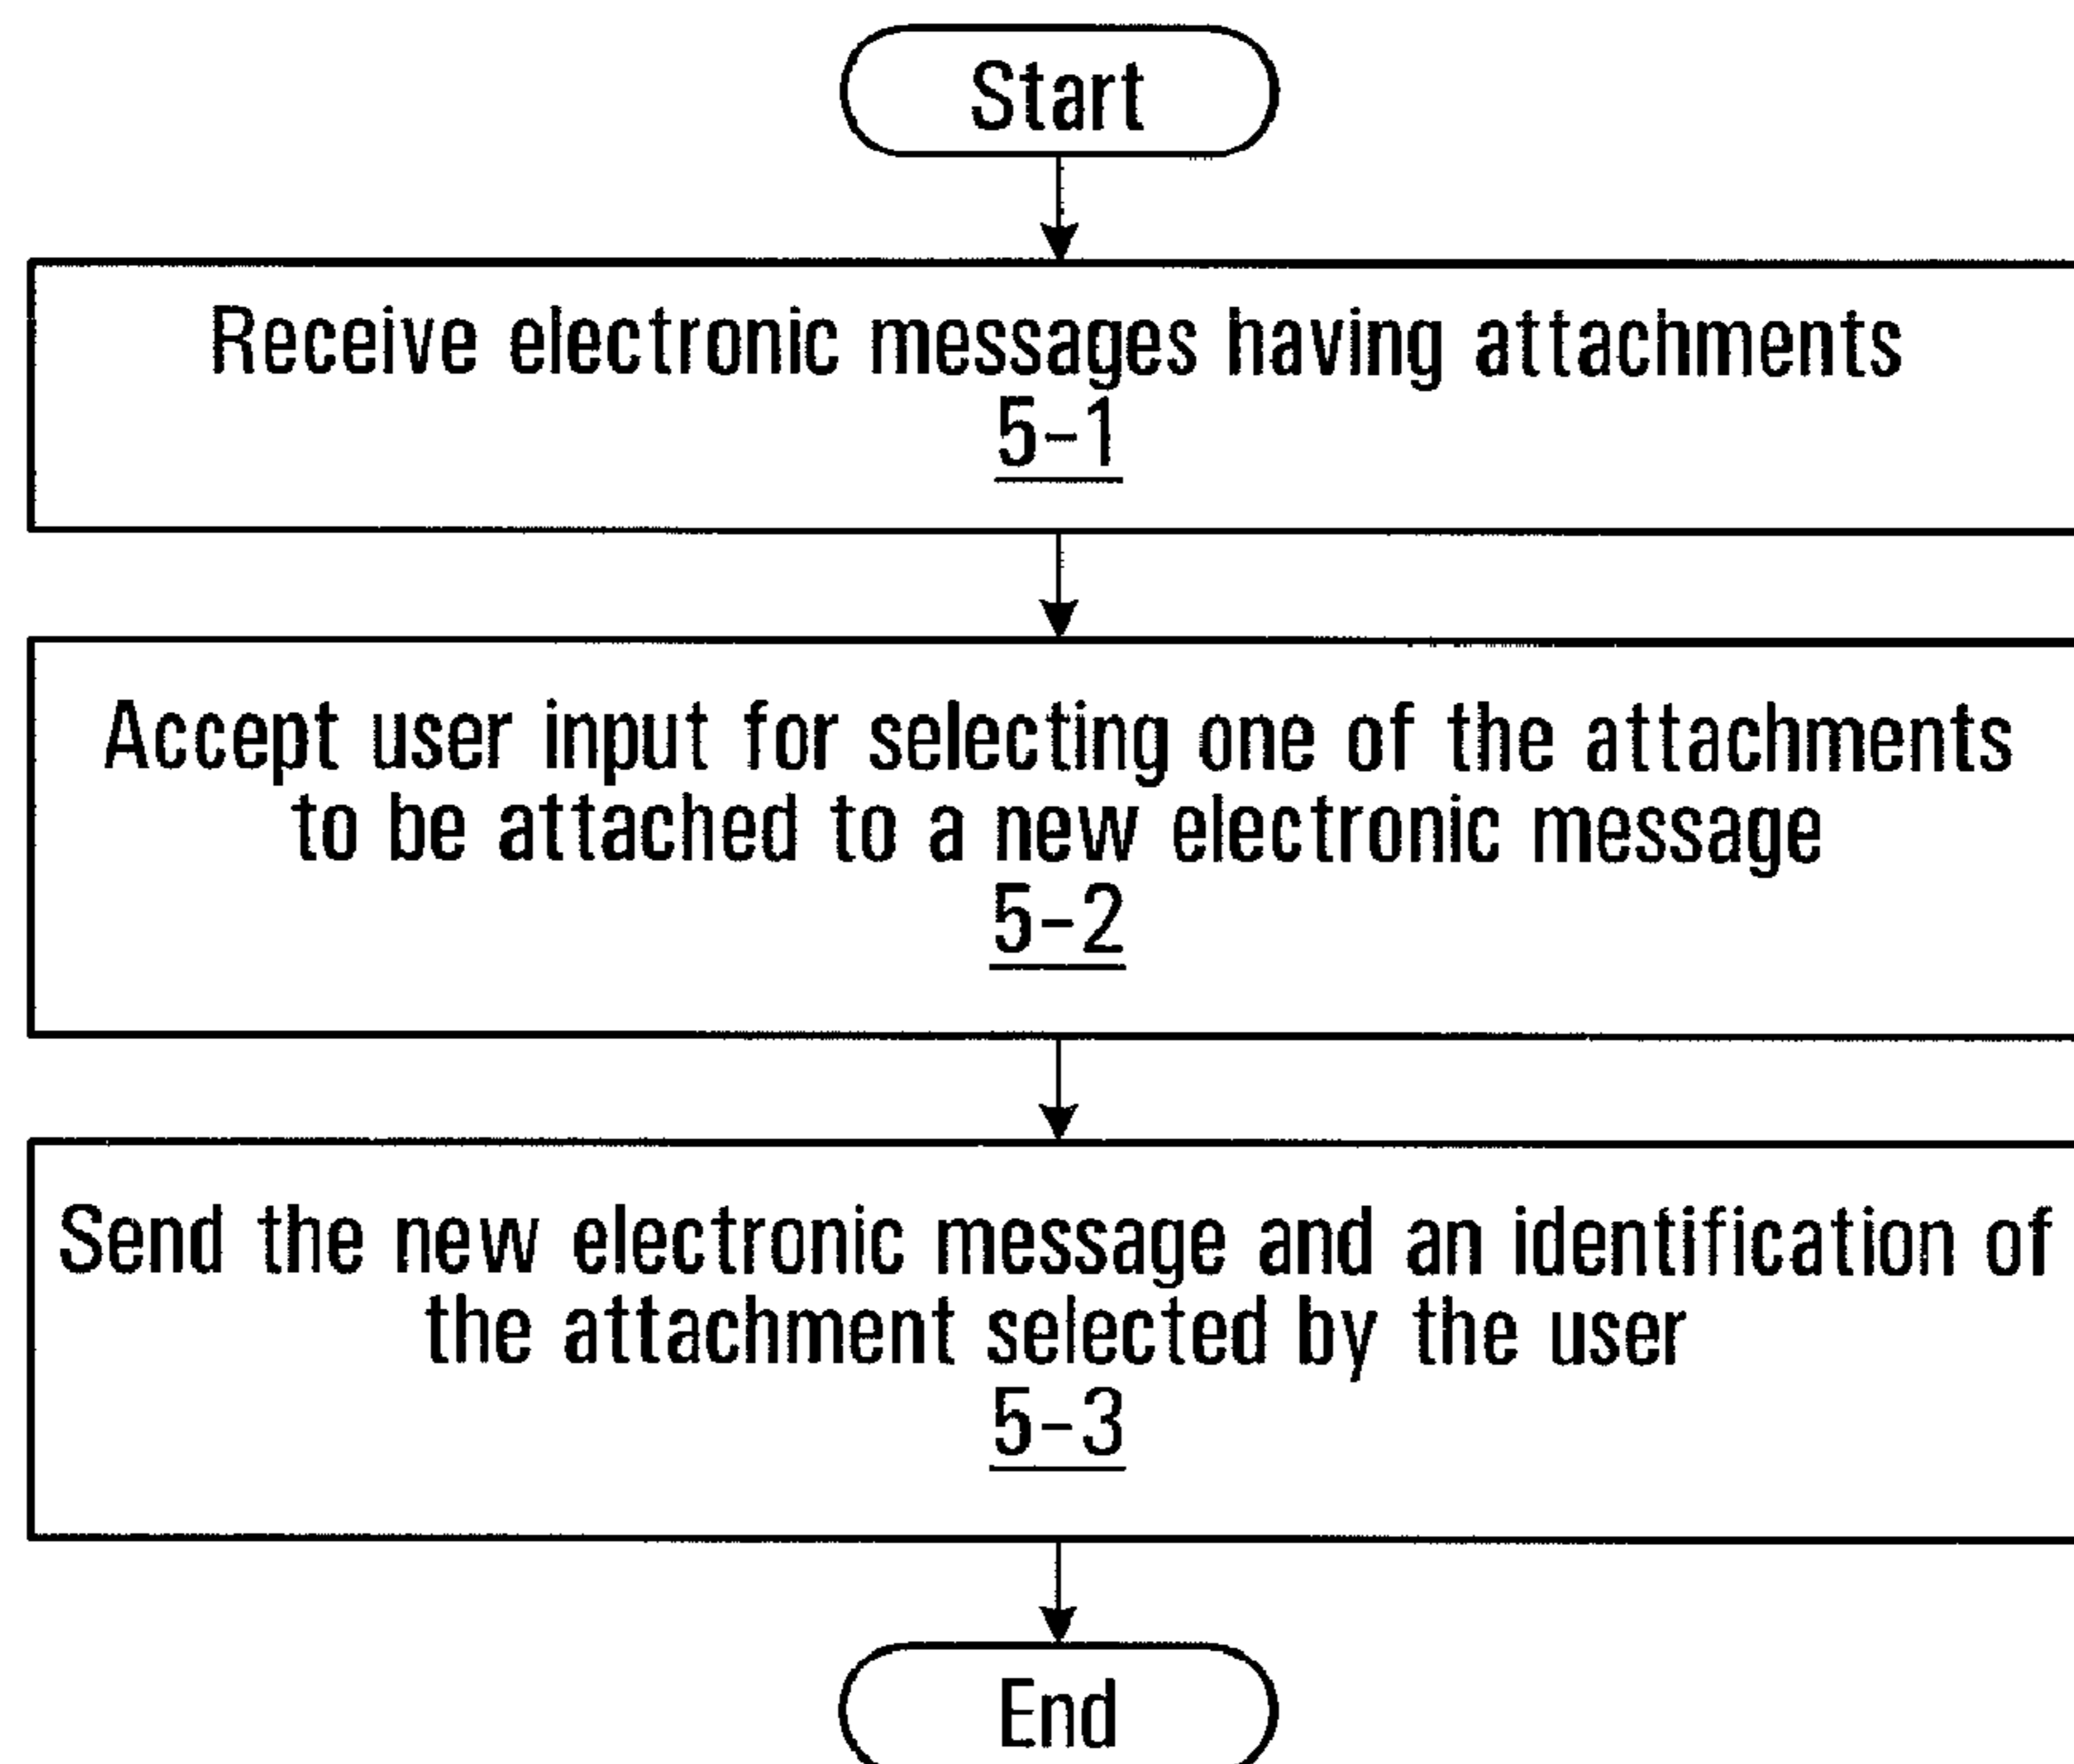 Start
Receive electronic messages having attachments
5-1
Accept user input for selecting one of the attachments
to be attached to a new electronic message
5-2
Send the new electronic message and an identification of
the attachment selected by the user
5-3
End